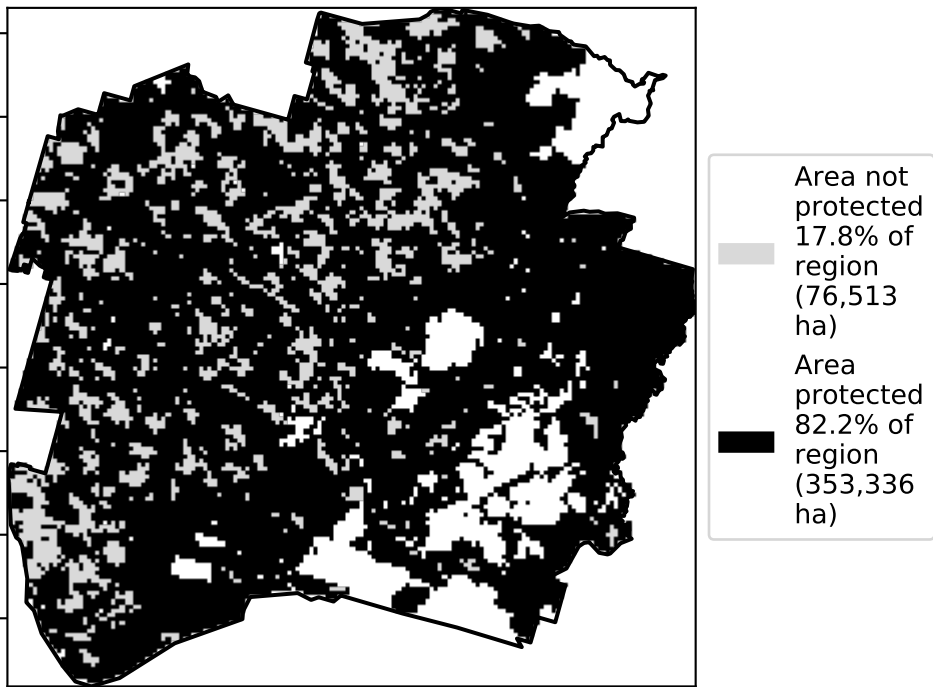 Area not
protected
17.8% of
region
(76,513
ha)
Area
protected
82.2% of
region
(353,336
ha)